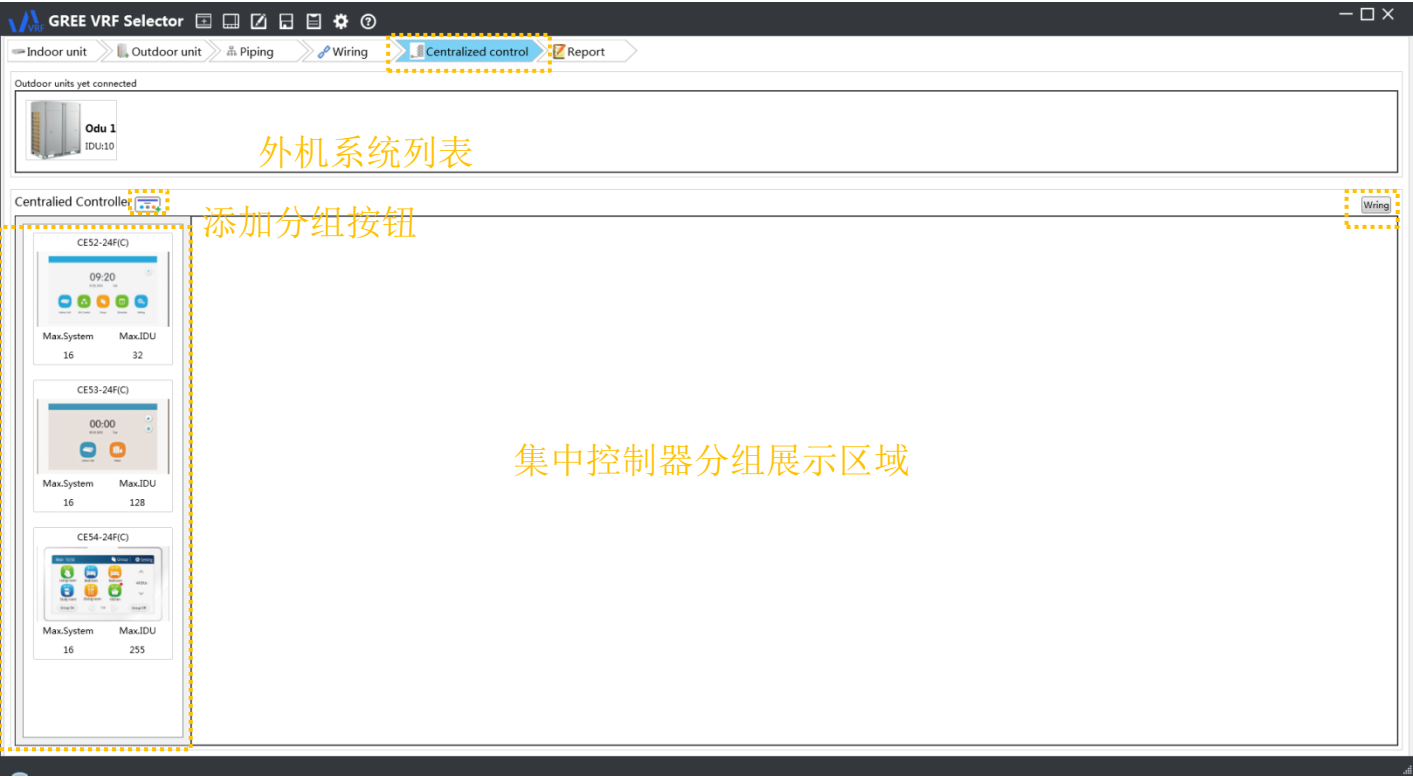 VRF GREE VRF Selector
Indoor unit Outdoor unit Piping Wiring Centralized control Report
Outdoor units yet connected
Odu 1
IDU:10
外机系统列表
Centralied Controller
添加分组按钮
Wring
CE52-24F(C)
09:20
Max.System Max.IDU
16 32
CE53-24F(C)
00:00
Max.System Max.IDU
16 128
集中控制器分组展示区域
CE54-24F(C)
Max.System Max.IDU
16 255